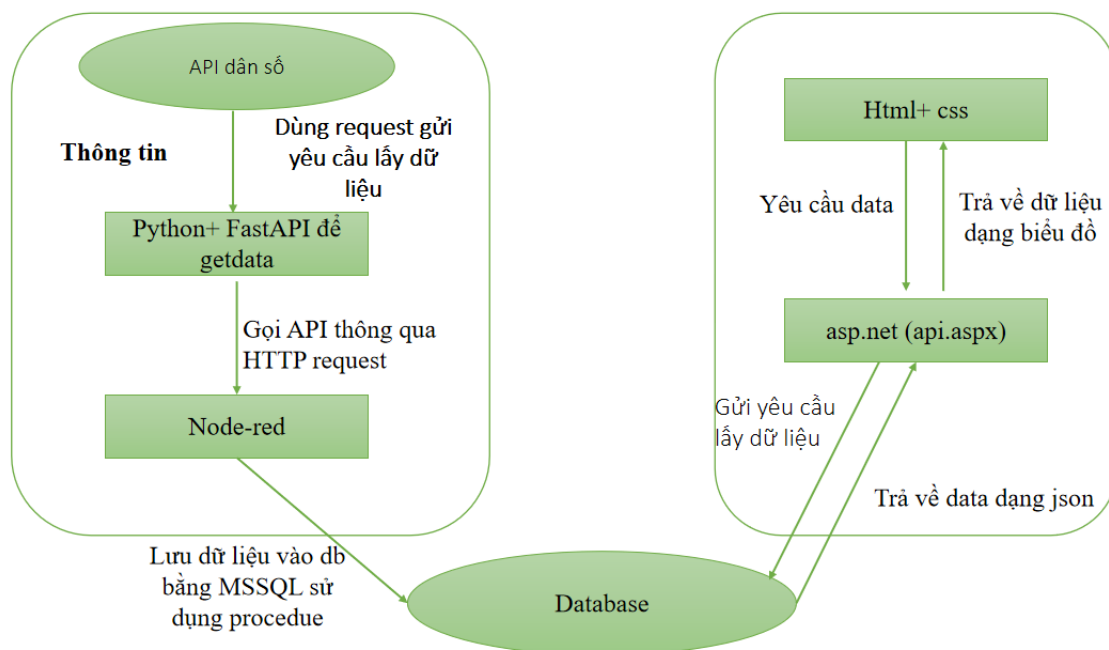 API dân số
Dùng request gửi
yêu cầu lấy dữ
liệu
Thông tin
Python+ FastAPI để
getdata
Gọi API thông qua
HTTP request
Node-red
Lưu dữ liệu vào db
bằng MSSQL sử
dụng procedue
Database
Html+ css
Yêu cầu data
Trả về dữ liệu
dạng biểu đồ
asp.net (api.aspx)
Gửi yêu cầu
lấy dữ liệu
Trả về data dạng json